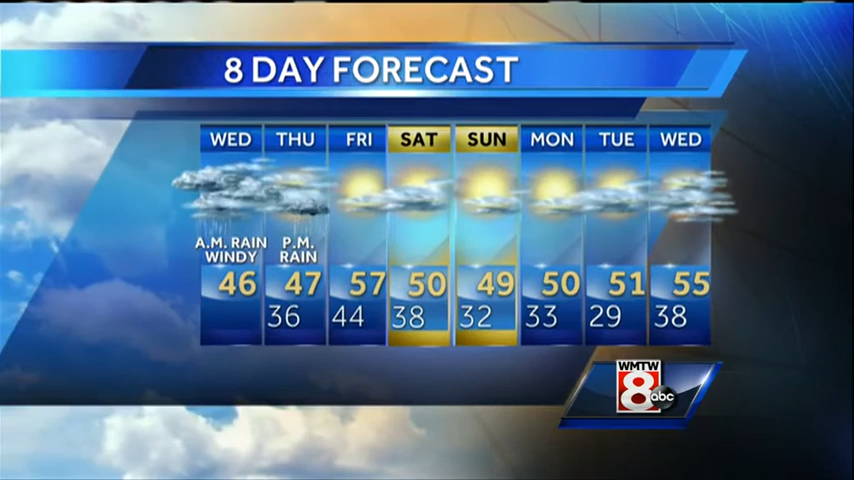 8 DAY FORECAST
WED THU FRI SAT SUN MON TUE WED
A.M. RAIN P.M.
WINDY RAIN
46 47 57 50 49 50 51 55
36 44 38 32 33 29 38
WMTW
8 abc